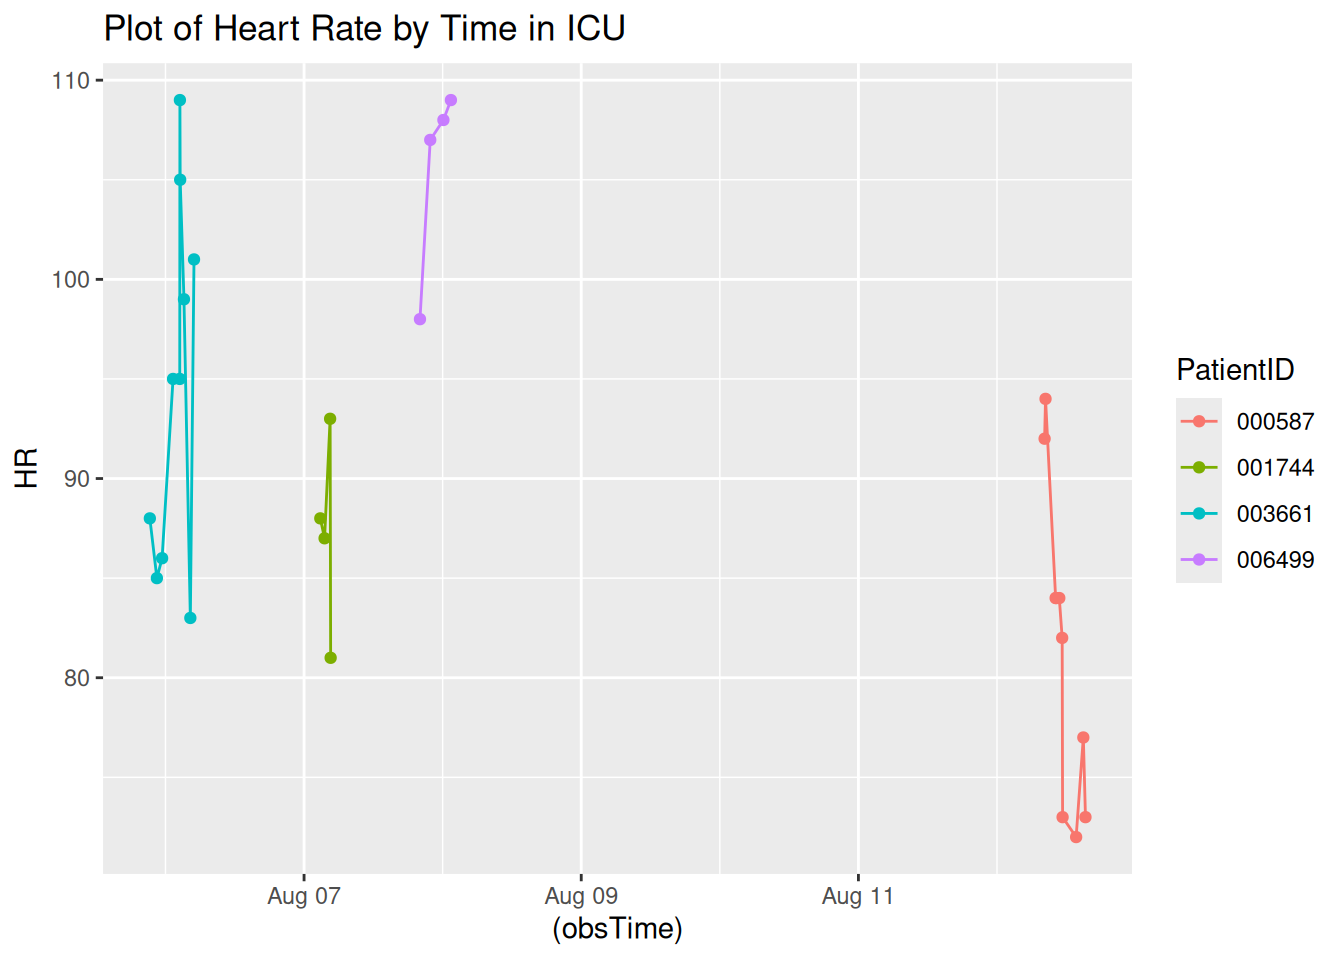 Plot of Heart Rate by Time in ICU
110
100
90
80
HR
Aug 07
Aug 09
Aug 11
(obsTime)
PatientID
000587
001744
003661
006499